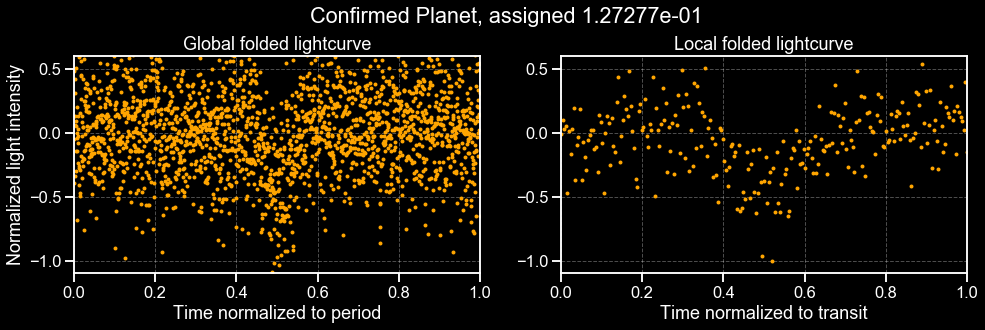 Confirmed Planet, assigned 1.27277e-01
Global folded lightcurve
Normalized light intensity
0.5
0.0
−0.5
−1.0
0.0 0.2 0.4 0.6 0.8 1.0
Time normalized to period
Local folded lightcurve
0.5
0.0
−0.5
−1.0
0.0 0.2 0.4 0.6 0.8 1.0
Time normalized to transit